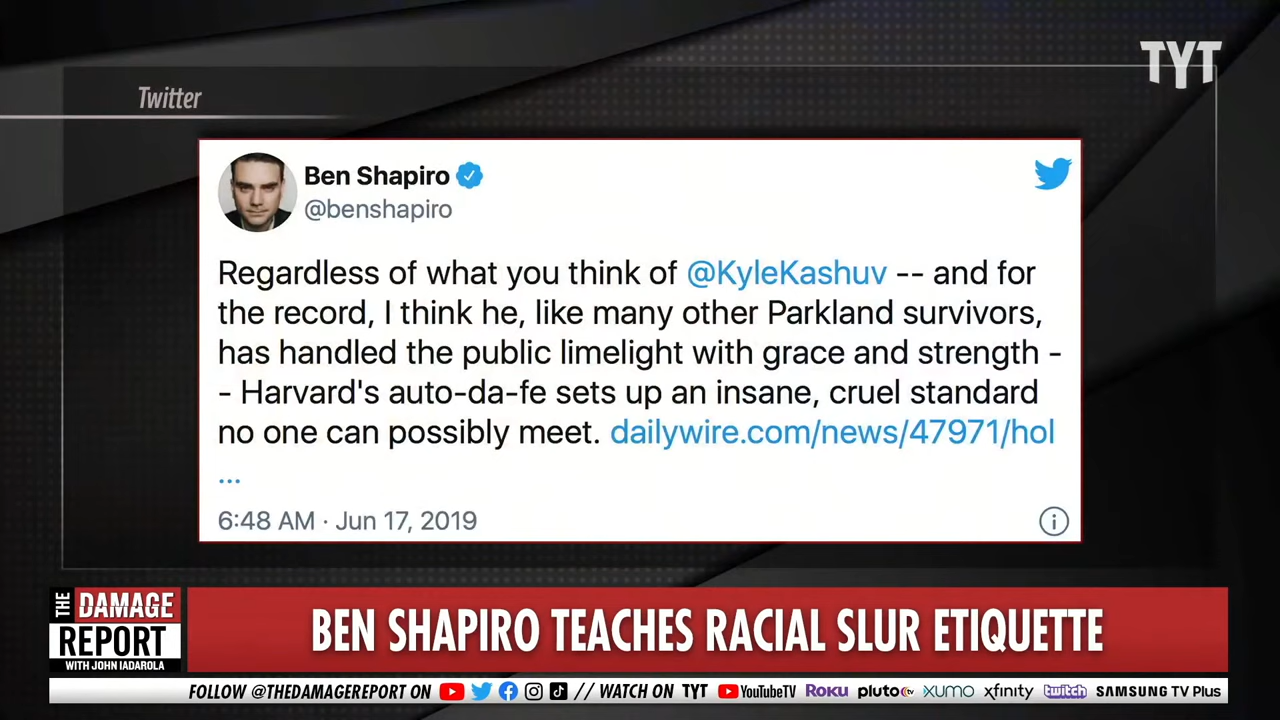 TYT
Twitter
Ben Shapiro
@benshapiro
Regardless of what you think of @KyleKashuv -- and for
the record, I think he, like many other Parkland survivors,
has handled the public limelight with grace and strength -
- Harvard's auto-da-fe sets up an insane, cruel standard
no one can possibly meet. dailywire.com/news/47971/hol
...
6:48 AM · Jun 17, 2019
THE DAMAGE
REPORT
WITH JOHN IADAROLA
BEN SHAPIRO TEACHES RACIAL SLUR ETIQUETTE
FOLLOW @THEDAMAGEREPORT ON // WATCH ON TYT YouTubeTV Roku pluto tv XUMO xfinity twitch SAMSUNG TV Plus